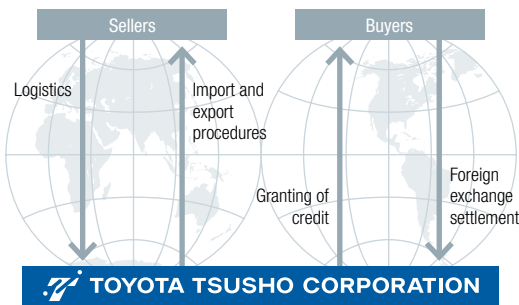 Sellers
Buyers
Logistics
Import and
export
procedures
Granting of
credit
Foreign
exchange
settlement
TOYOTA TSUSHO CORPORATION